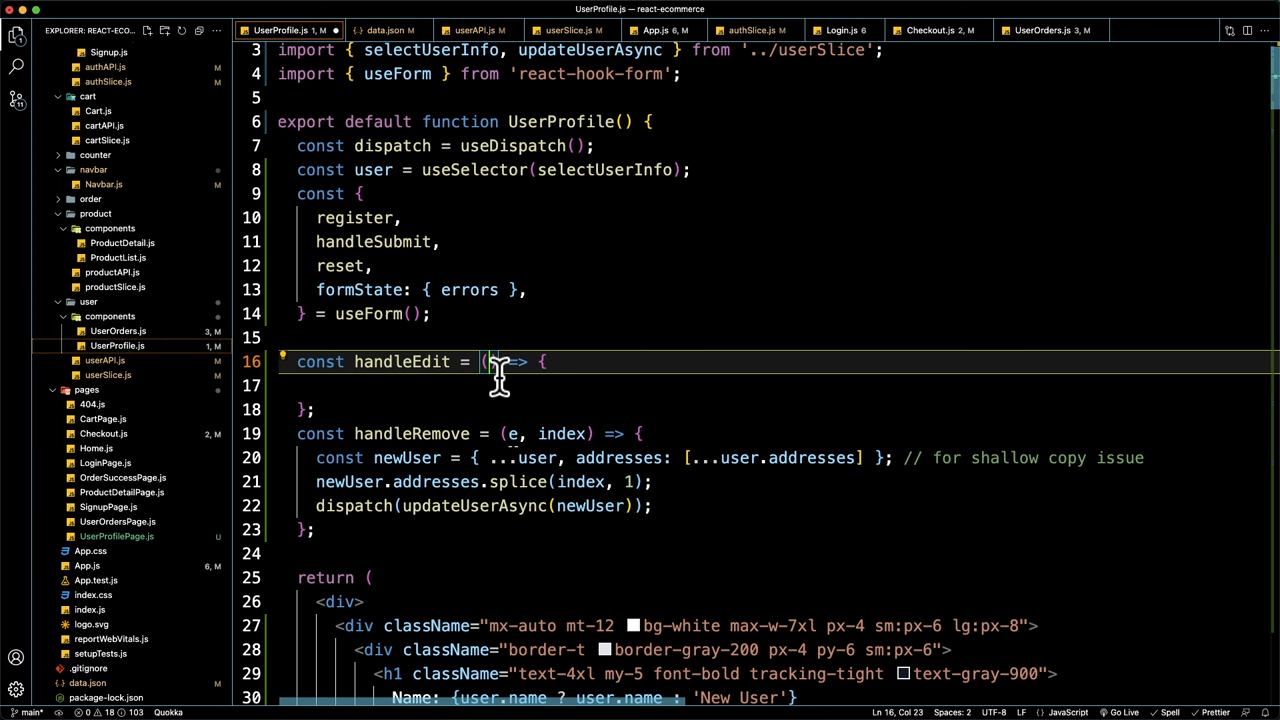 UserProfile.js — react-ecommerce
EXPLORER: REACT-ECOMMERCE
UserProfile.js 1, M
data.json M
userAPI.js M
userSlice.js M
App.js 6, M
authSlice.js M
Login.js 6
Checkout.js 2, M
UserOrders.js 3, M
Signup.js
authAPI.js M
authSlice.js M
cart
Cart.js
cartAPI.js
cartSlice.js
counter
navbar
Navbar.js M
order
product
components
ProductDetail.js
ProductList.js
productAPI.js
productSlice.js
user
components
UserOrders.js 3, M
UserProfile.js 1, M
userAPI.js M
userSlice.js M
pages
404.js
CartPage.js
Checkout.js 2, M
Home.js
LoginPage.js
OrderSuccessPage.js
ProductDetailPage.js
SignupPage.js
UserOrdersPage.js
UserProfilePage.js U
App.css
App.js 6, M
App.test.js
index.css
index.js
logo.svg
reportWebVitals.js
setupTests.js
.gitignore
data.json M
package-lock.json
3 import { selectUserInfo, updateUserAsync } from '../userSlice';
4 import { useForm } from 'react-hook-form';
5
6 export default function UserProfile() {
7 const dispatch = useDispatch();
8 const user = useSelector(selectUserInfo);
9 const {
10 register,
11 handleSubmit,
12 reset,
13 formState: { errors },
14 } = useForm();
15
16 const handleEdit = () => {
17
18 };
19 const handleRemove = (e, index) => {
20 const newUser = { ...user, addresses: [...user.addresses] }; // for shallow copy issue
21 newUser.addresses.splice(index, 1);
22 dispatch(updateUserAsync(newUser));
23 };
24
25 return (
26 <div>
27 <div className="mx-auto mt-12 bg-white max-w-7xl px-4 sm:px-6 lg:px-8">
28 <div className="border-t border-gray-200 px-4 py-6 sm:px-6">
29 <h1 className="text-4xl my-5 font-bold tracking-tight text-gray-900">
30 Name: {user.name ? user.name : 'New User'}
11
main* 0 18 103 Quokka
Ln 16, Col 23 Spaces: 2 UTF-8 LF { } JavaScript Go Live Spell Prettier